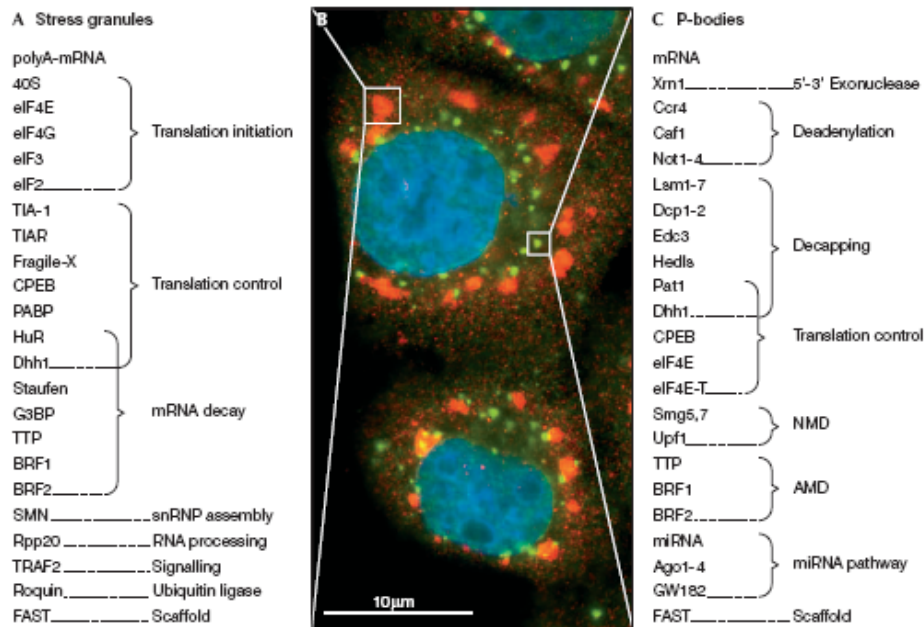 A Stress granules
polyA-mRNA
40S
eIF4E
eIF4G
eIF3
eIF2
Translation initiation
TIA-1
TIAR
Fragile-X
CPEB
PABP
HuR
Dhh1
Translation control
Staufen
G3BP
TTP
BRF1
BRF2
mRNA decay
SMN snRNP assembly
Rpp20 RNA processing
TRAF2 Signalling
Roquin Ubiquitin ligase
FAST Scaffold
B
10µm
C P-bodies
mRNA
Xrn1 5'-3' Exonuclease
Ccr4
Caf1
Not1-4
Deadenylation
Lsm1-7
Dcp1-2
Edc3
Hedls
Pat1
Dhh1
Decapping
CPEB
eIF4E
eIF4E-T
Translation control
Smg5,7
Upf1
NMD
TTP
BRF1
BRF2
AMD
miRNA
Ago1-4
GW182
miRNA pathway
FAST Scaffold